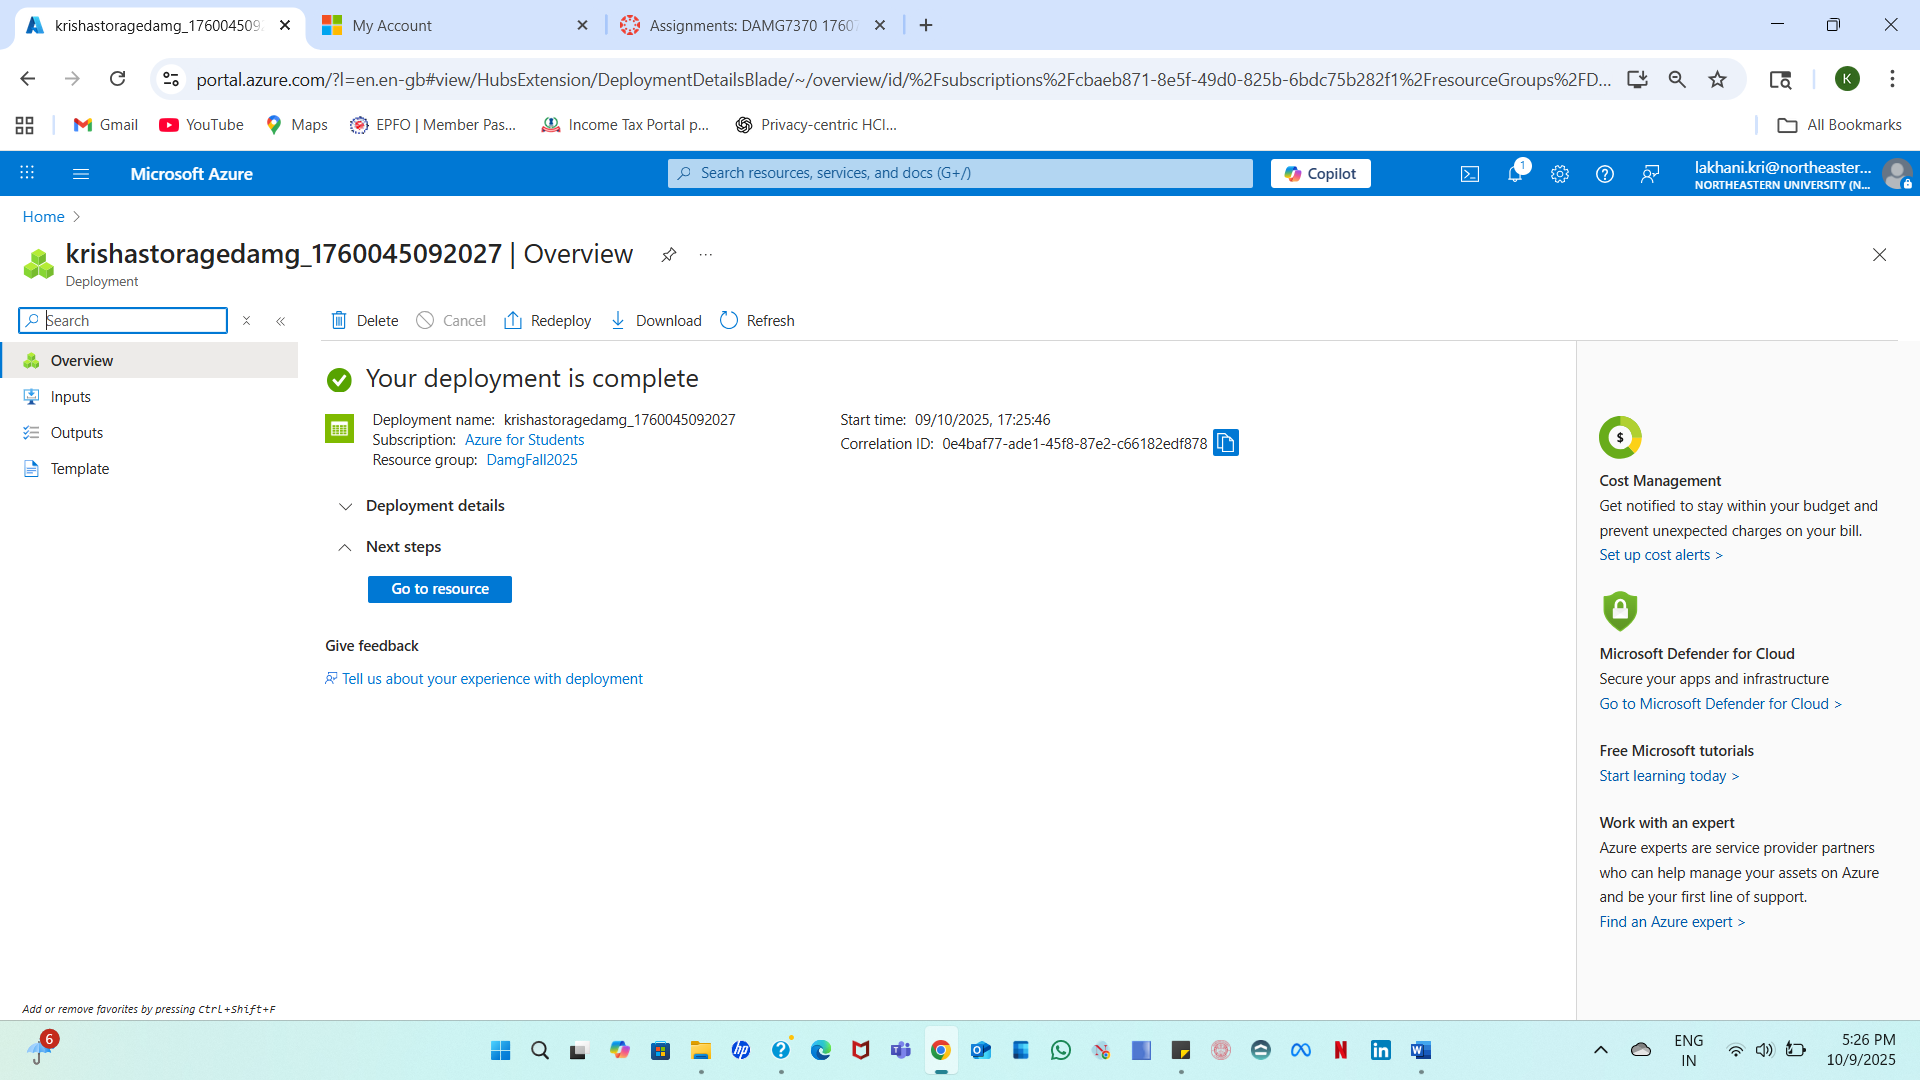 krishastoragedamg_176004509
My Account
Assignments: DAMG7370 1760
portal.azure.com/?l=en.en-gb#view/HubsExtension/DeploymentDetailsBlade/~/overview/id/%2Fsubscriptions%2Fcbaeb871-8e5f-49d0-825b-6bdc75b282f1%2FresourceGroups%2FD...
K
Gmail
YouTube
Maps
EPFO | Member Pas...
Income Tax Portal p...
Privacy-centric HCI...
All Bookmarks
Microsoft Azure
Search resources, services, and docs (G+/)
Copilot
1
lakhani.kri@northeaster...
NORTHEASTERN UNIVERSITY (N...
Home
krishastoragedamg_1760045092027 | Overview
...
Deployment
Search
Delete
Cancel
Redeploy
Download
Refresh
Overview
Inputs
Outputs
Template
Your deployment is complete
Deployment name: krishastoragedamg_1760045092027
Subscription: Azure for Students
Resource group: DamgFall2025
Start time: 09/10/2025, 17:25:46
Correlation ID: 0e4baf77-ade1-45f8-87e2-c66182edf878
Deployment details
Next steps
Go to resource
Give feedback
Tell us about your experience with deployment
$
Cost Management
Get notified to stay within your budget and
prevent unexpected charges on your bill.
Set up cost alerts >
Microsoft Defender for Cloud
Secure your apps and infrastructure
Go to Microsoft Defender for Cloud >
Free Microsoft tutorials
Start learning today >
Work with an expert
Azure experts are service provider partners
who can help manage your assets on Azure
and be your first line of support.
Find an Azure expert >
Add or remove favorites by pressing Ctrl+Shift+F
6
ENG
IN
5:26 PM
10/9/2025